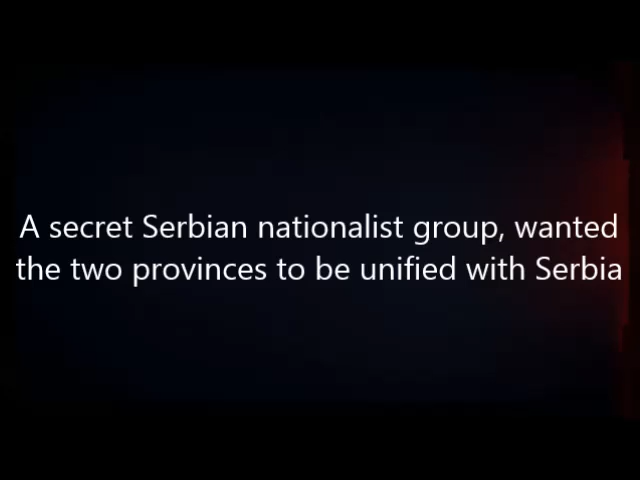 A secret Serbian nationalist group, wanted
the two provinces to be unified with Serbia